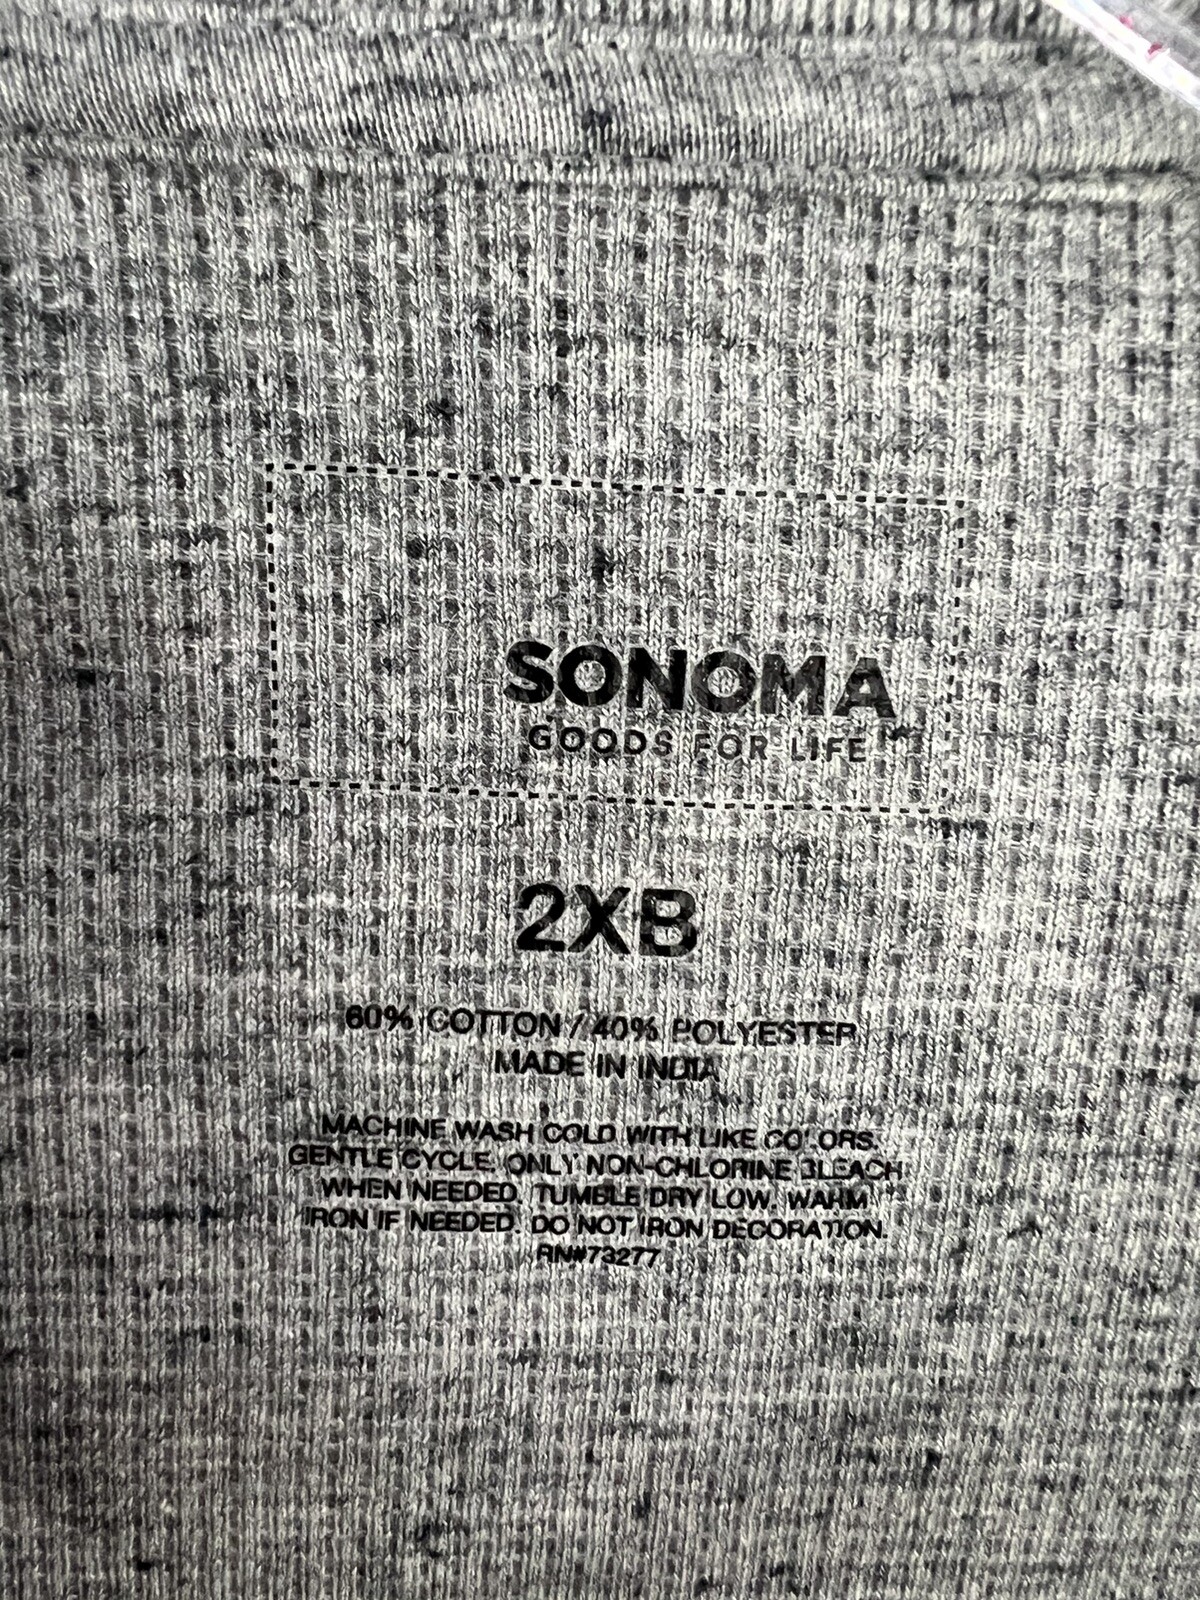 SONOMA
GOODS FOR LIFE
2XB
60% COTTON / 40% POLYESTER
MADE IN INDIA
MACHINE WASH COLD WITH LIKE COLORS.
GENTLE CYCLE. ONLY NON-CHLORINE BLEACH
WHEN NEEDED. TUMBLE DRY LOW. WARM
IRON IF NEEDED. DO NOT IRON DECORATION.
RN#73277